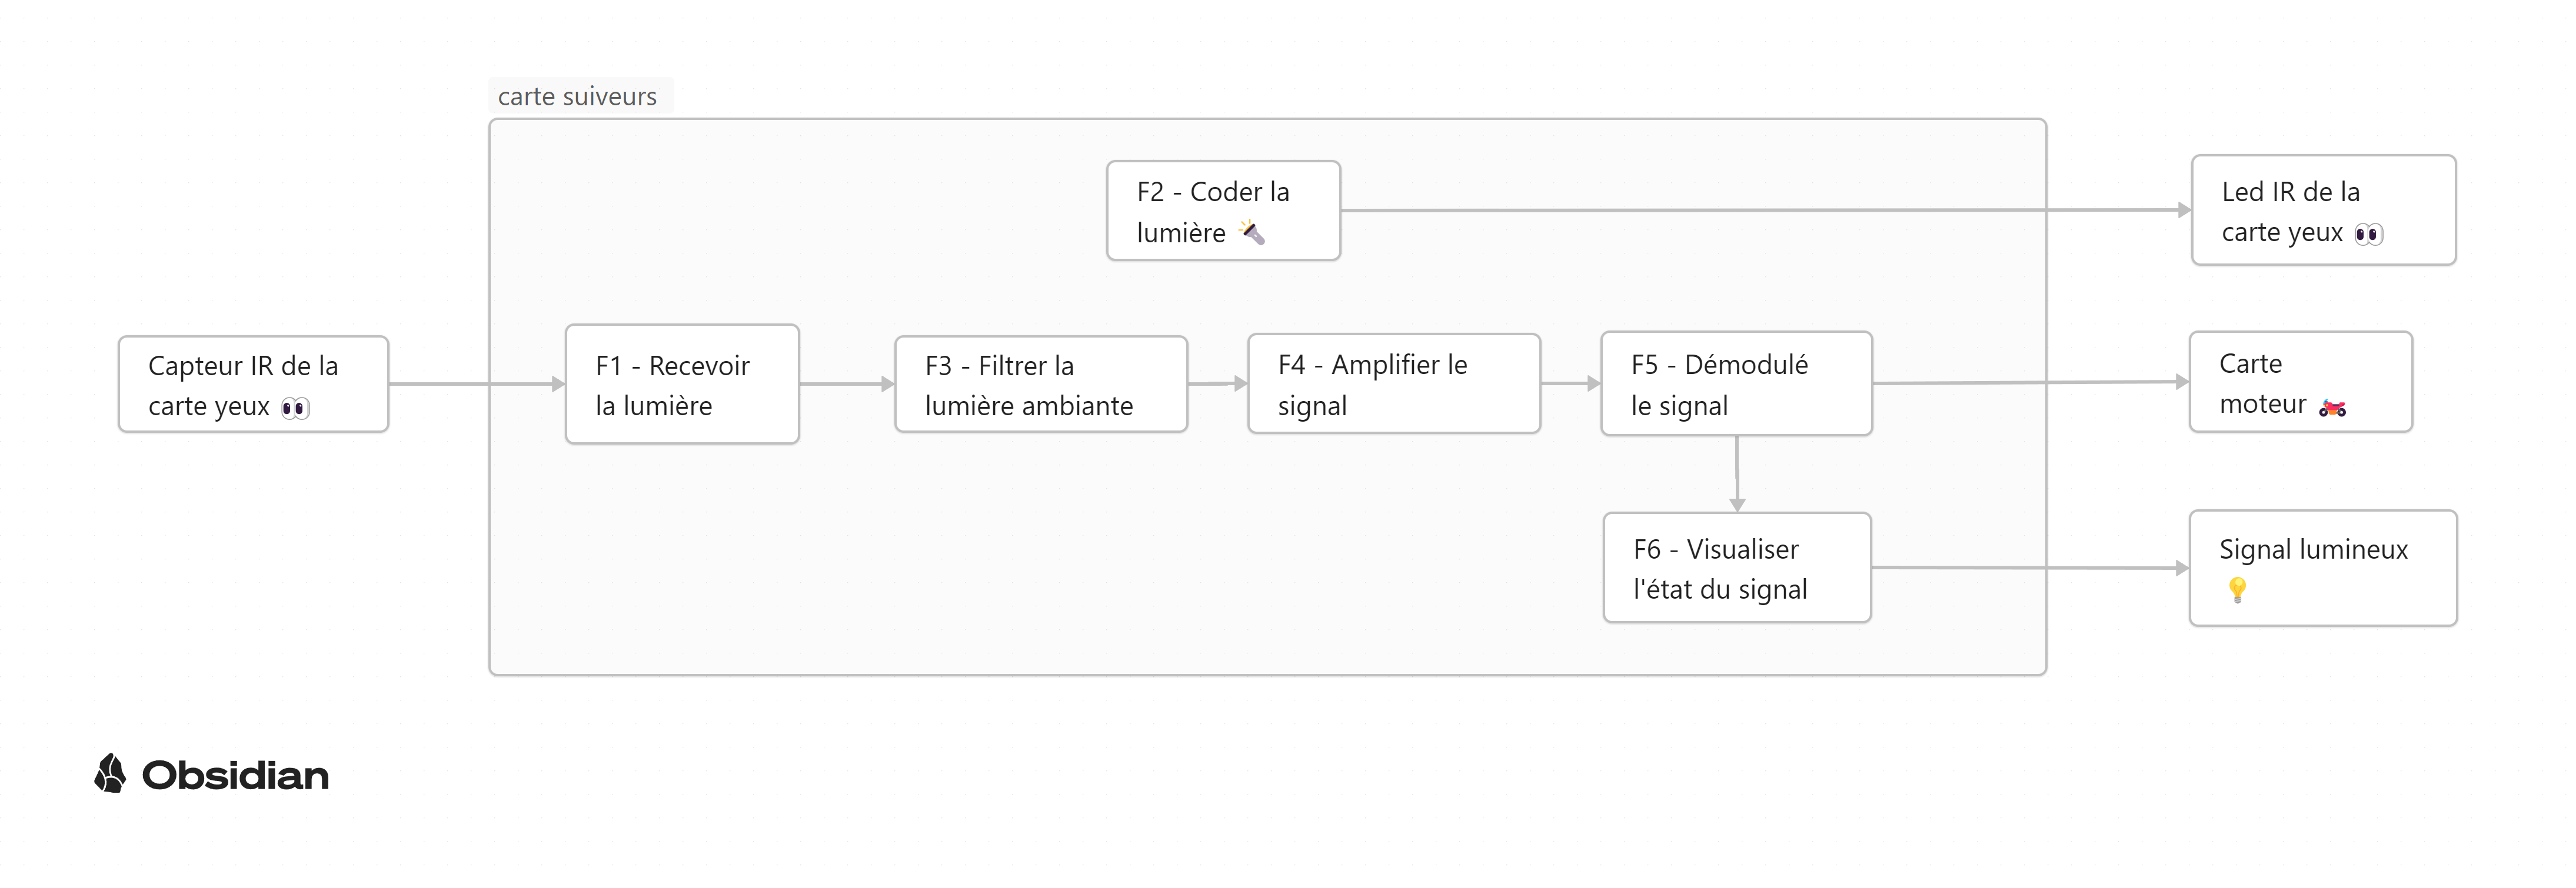 carte suiveurs
F2 - Coder la
lumière
Led IR de la
carte yeux
Capteur IR de la
carte yeux
F1 - Recevoir
la lumière
F3 - Filtrer la
lumière ambiante
F4 - Amplifier le
signal
F5 - Démodulé
le signal
Carte
moteur
F6 - Visualiser
l'état du signal
Signal lumineux
Obsidian